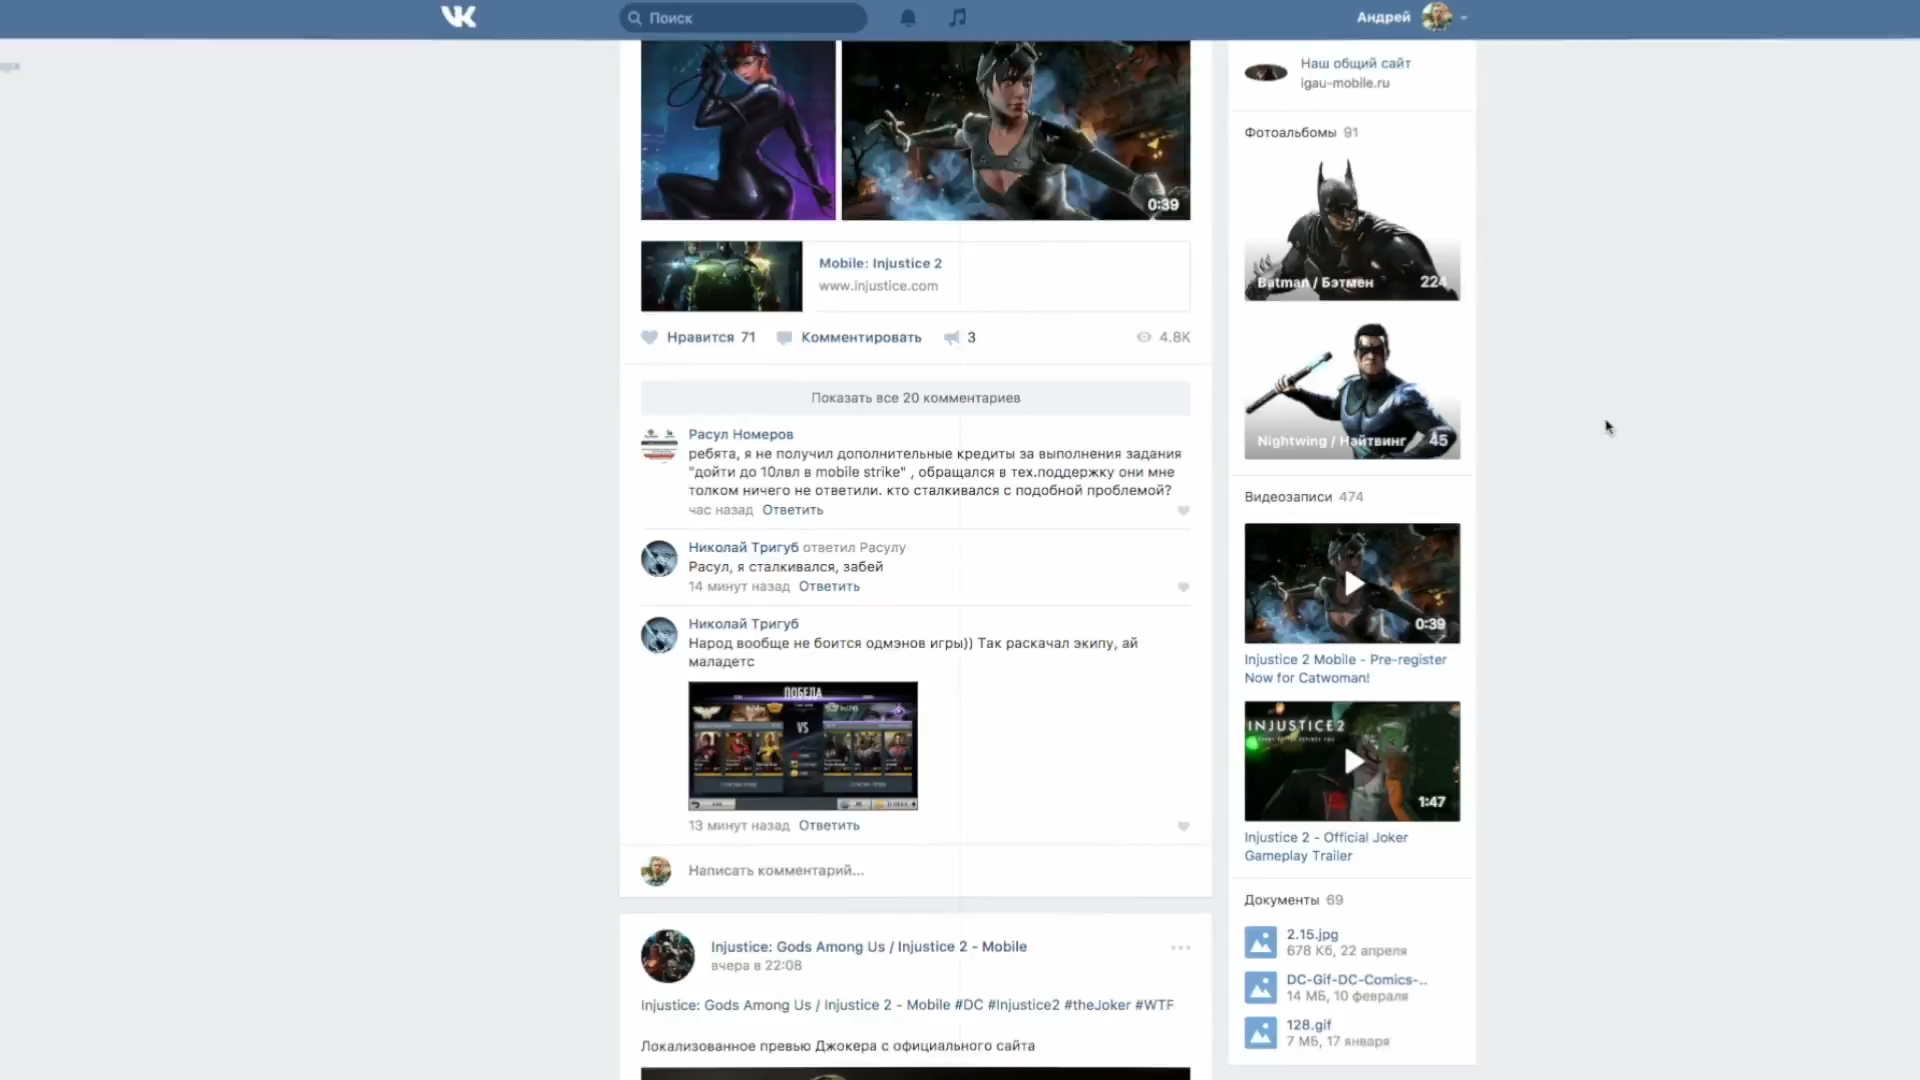 Поиск
Андрей
0:39
Mobile: Injustice 2
www.injustice.com
Нравится 71
Комментировать
3
4.8K
Показать все 20 комментариев
Расул Номеров
ребята, я не получил дополнительные кредиты за выполнения задания
"дойти до 10лвл в mobile strike" , обращался в тех.поддержку они мне
толком ничего не ответили. кто сталкивался с подобной проблемой?
час назад Ответить
Николай Тригуб ответил Расулу
Расул, я сталкивался, забей
14 минут назад Ответить
Николай Тригуб
Народ вообще не боится одмэнов игры)) Так раскачал экипу, ай
маладетс
ПОБЕДА
VS
13 минут назад Ответить
Написать комментарий...
Injustice: Gods Among Us / Injustice 2 - Mobile
вчера в 22:08
Injustice: Gods Among Us / Injustice 2 - Mobile #DC #Injustice2 #theJoker #WTF
Локализованное превью Джокера с официального сайта
Наш общий сайт
igau-mobile.ru
Фотоальбомы 91
Batman / Бэтмен 224
Nightwing / Найтвинг 45
Видеозаписи 474
0:39
Injustice 2 Mobile - Pre-register
Now for Catwoman!
INJUSTICE 2
1:47
Injustice 2 - Official Joker
Gameplay Trailer
Документы 69
2.15.jpg
678 Кб, 22 апреля
DC-Gif-DC-Comics-..
14 МБ, 10 февраля
128.gif
7 МБ, 17 января